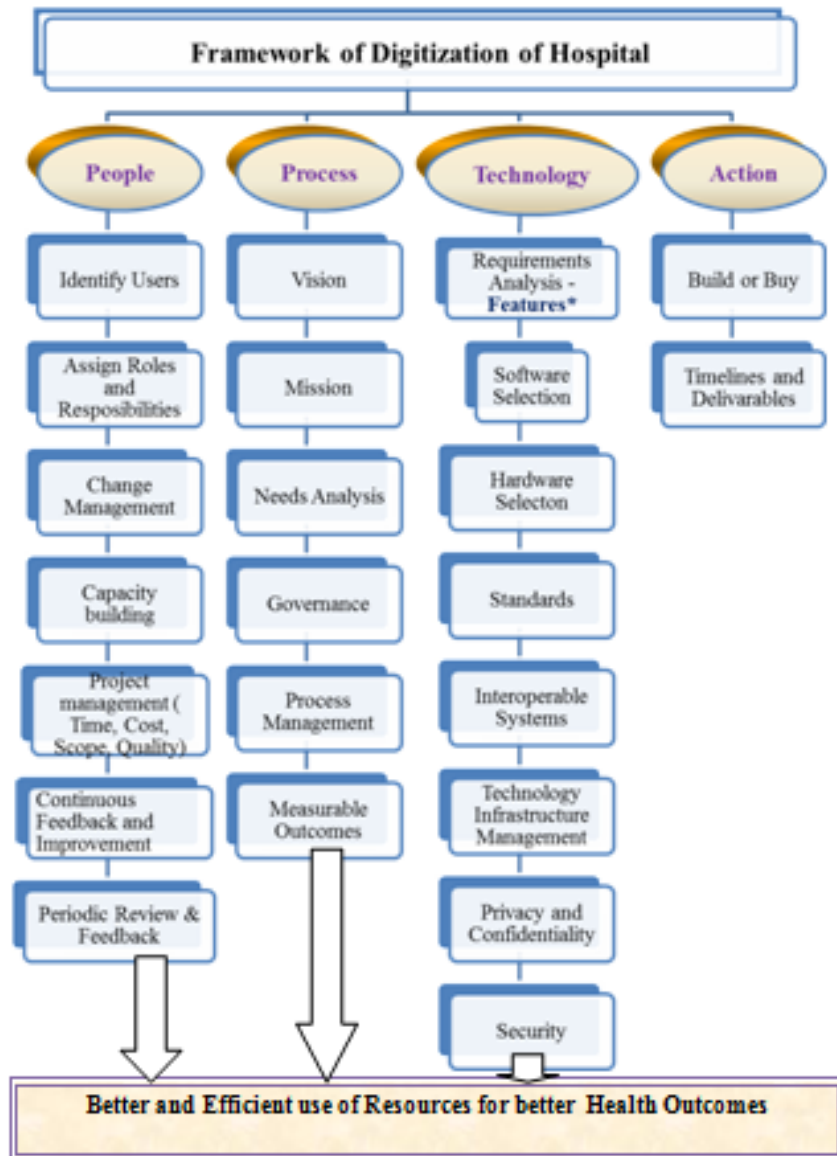 Framework of Digitization of Hospital
People
Process
Technology
Action
Identify Users
Assign Roles
and
Resposibilities
Change
Management
Capacity
building
Project
management (
Time, Cost,
Scope, Quality)
Continuous
Feedback and
Improvement
Periodic Review &
Feedback
Vision
Mission
Needs Analysis
Governance
Process
Management
Measurable
Outcomes
Requirements
Analysis -
Features*
Software
Selection
Hardware
Selecton
Standards
Interoperable
Systems
Technology
Infrastructure
Management
Privacy and
Confidentiality
Security
Build or Buy
Timelines and
Delivarables
Better and Efficient use of Resources for better Health Outcomes